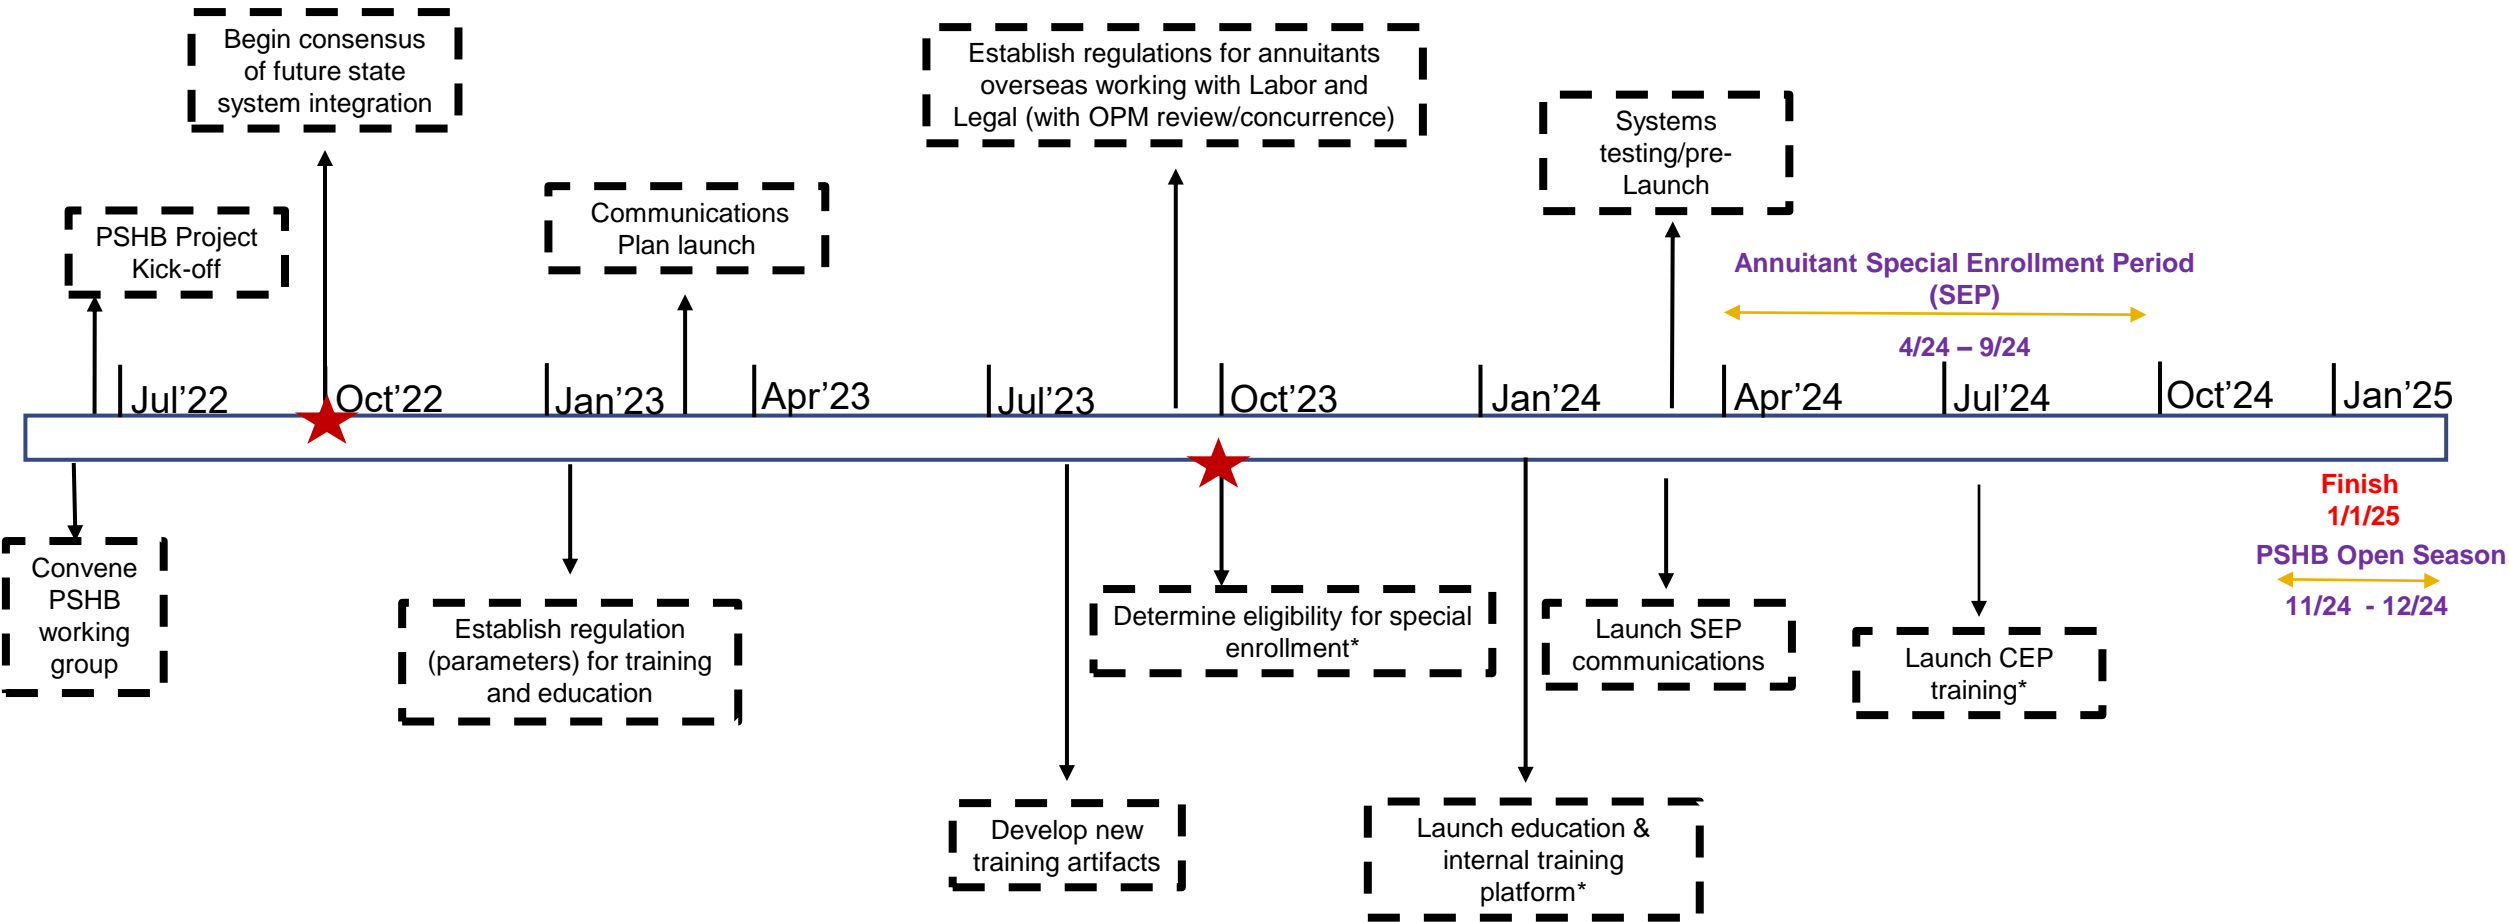 Begin consensus
of future state
system integration
Establish regulations for annuitants
overseas working with Labor and
Legal (with OPM review/concurrence)
Systems
testing/pre-
Launch
PSHB Project
Kick-off
Communications
Plan launch
Annuitant Special Enrollment Period
(SEP)
4/24 – 9/24
Jul’22
Oct’22
Jan’23
Apr’23
Jul’23
Oct’23
Jan’24
Apr’24
Jul’24
Oct’24
Jan’25
Finish
1/1/25
PSHB Open Season
11/24 - 12/24
Convene
PSHB
working
group
Establish regulation
(parameters) for training
and education
Determine eligibility for special
enrollment*
Launch SEP
communications
Launch CEP
training*
Develop new
training artifacts
Launch education &
internal training
platform*